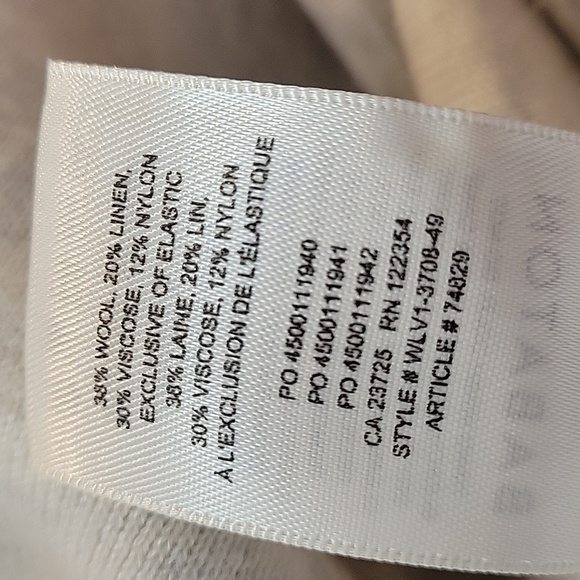 38% WOOL, 20% LINEN,
30% VISCOSE, 12% NYLON
EXCLUSIVE OF ELASTIC
38% LAINE, 20% LIN,
30% VISCOSE, 12% NYLON
À L'EXCLUSION DE L'ÉLASTIQUE
PO 4500111940
PO 4500111941
PO 4500111942
CA 23725 RN 122354
STYLE # WLV1-3708-49
ARTICLE # 74829